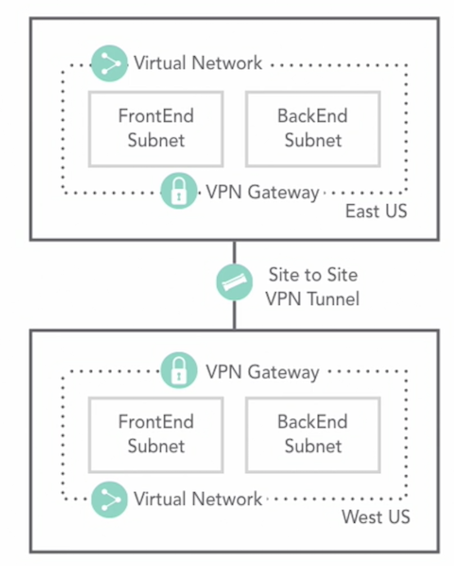 Virtual Network
FrontEnd
Subnet
BackEnd
Subnet
VPN Gateway
East US
Site to Site
VPN Tunnel
VPN Gateway
FrontEnd
Subnet
BackEnd
Subnet
Virtual Network
West US